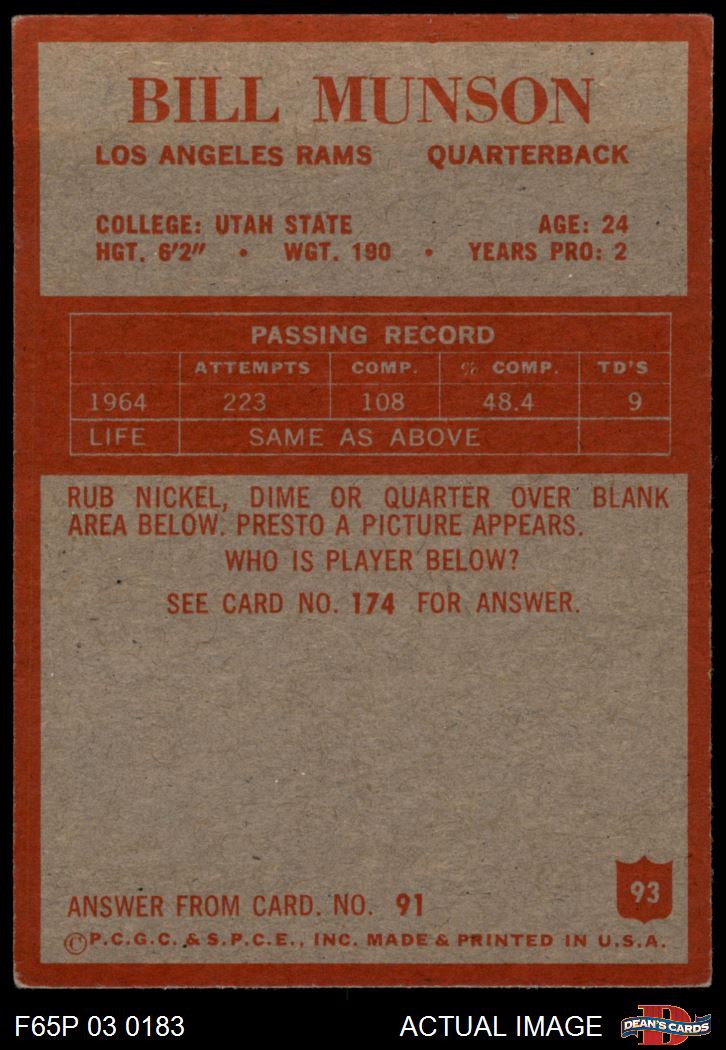 BILL MUNSON
LOS ANGELES RAMS QUARTERBACK
COLLEGE: UTAH STATE AGE: 24
HGT. 6'2" • WGT. 190 • YEARS PRO: 2
PASSING RECORD
ATTEMPTS COMP. % COMP. TD'S
1964 223 108 48.4 9
LIFE SAME AS ABOVE
RUB NICKEL, DIME OR QUARTER OVER BLANK
AREA BELOW. PRESTO A PICTURE APPEARS.
WHO IS PLAYER BELOW?
SEE CARD NO. 174 FOR ANSWER.
93
ANSWER FROM CARD. NO. 91
©P.C.G.C. & S.P.C.E., INC. MADE & PRINTED IN U.S.A.
F65P 03 0183 ACTUAL IMAGE D DEAN'S CARDS